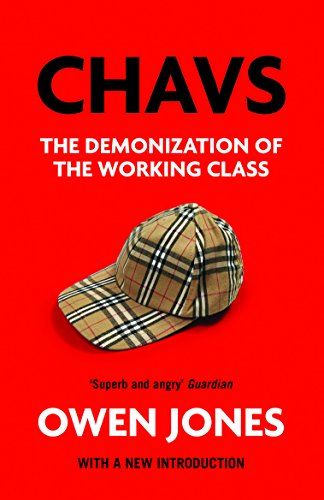 CHAVS
THE DEMONIZATION OF
THE WORKING CLASS
‘Superb and angry’ Guardian
OWEN JONES
WITH A NEW INTRODUCTION